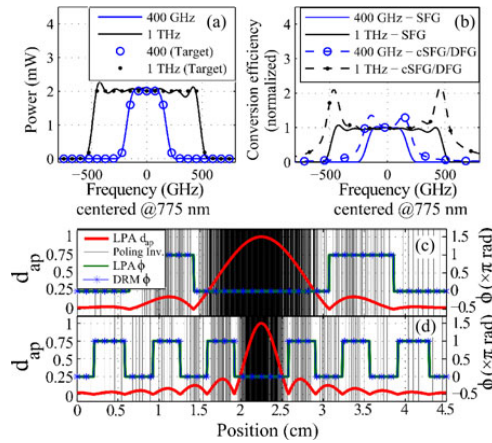 (a)
400 GHz
1 THz
400 GHz (Target)
1 THz (Target)
Power (mW)
4
3
2
1
0
−500 0 500
Frequency (GHz)
centered @775 nm
(b)
400 GHz − SFG
1 THz − SFG
400 GHz − cSFG/DFG
1 THz − cSFG/DFG
Conversion efficiency
(normalized)
4
3
2
1
0
−500 0 500
Frequency (GHz)
centered @775 nm
(c)
LPA dap
Poling Inv.
LPA ϕ
DRM ϕ
dap
1
0.75
0.5
0.25
0
1.5
1
0.5
0
−0.5
ϕ (×π rad)
(d)
dap
1
0.75
0.5
0.25
0
1.5
1
0.5
0
−0.5
ϕ (×π rad)
0 0.5 1 1.5 2 2.5 3 3.5 4 4.5
Position (cm)